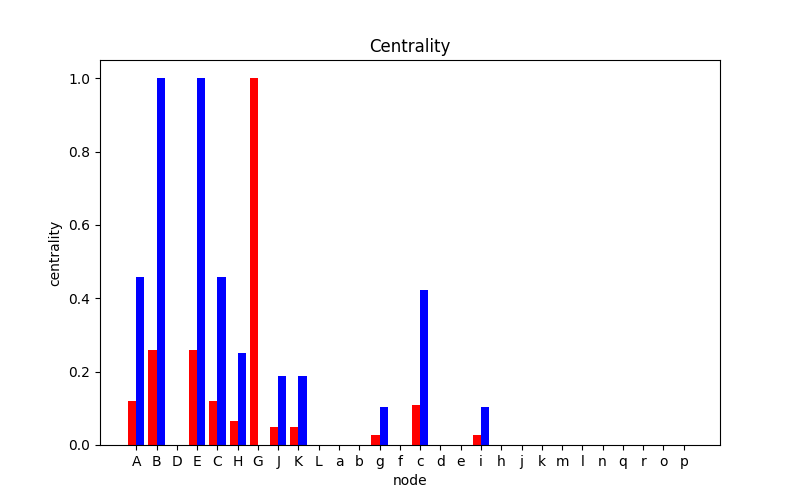 Centrality
1.0
0.8
0.6
0.4
0.2
0.0
centrality
A B D E C H G J K L a b g f c d e i h j k m l n q r o p
node